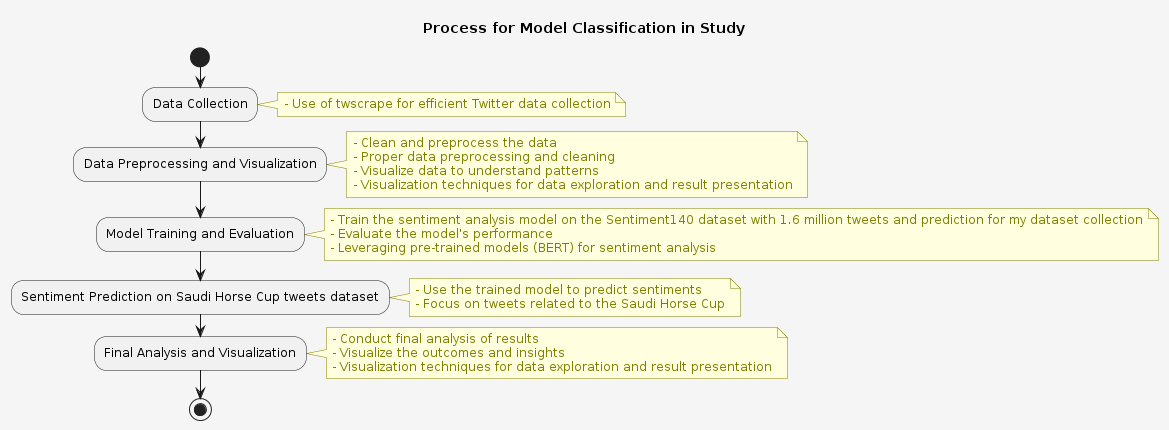 Process for Model Classification in Study
Data Collection
- Use of twscrape for efficient Twitter data collection
Data Preprocessing and Visualization
- Clean and preprocess the data
- Proper data preprocessing and cleaning
- Visualize data to understand patterns
- Visualization techniques for data exploration and result presentation
Model Training and Evaluation
- Train the sentiment analysis model on the Sentiment140 dataset with 1.6 million tweets and prediction for my dataset collection
- Evaluate the model's performance
- Leveraging pre-trained models (BERT) for sentiment analysis
Sentiment Prediction on Saudi Horse Cup tweets dataset
- Use the trained model to predict sentiments
- Focus on tweets related to the Saudi Horse Cup
Final Analysis and Visualization
- Conduct final analysis of results
- Visualize the outcomes and insights
- Visualization techniques for data exploration and result presentation